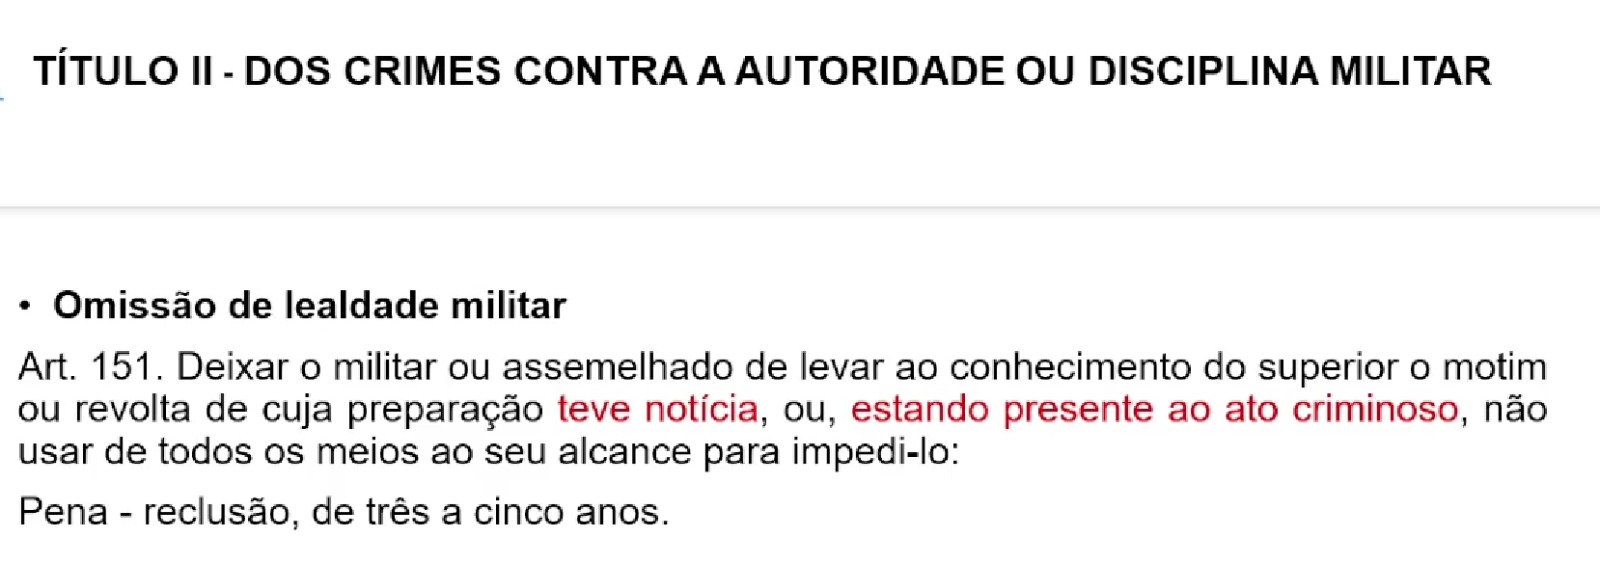 TÍTULO II - DOS CRIMES CONTRA A AUTORIDADE OU DISCIPLINA MILITAR
• Omissão de lealdade militar
Art. 151. Deixar o militar ou assemelhado de levar ao conhecimento do superior o motim
ou revolta de cuja preparação teve notícia, ou, estando presente ao ato criminoso, não
usar de todos os meios ao seu alcance para impedi-lo:
Pena - reclusão, de três a cinco anos.